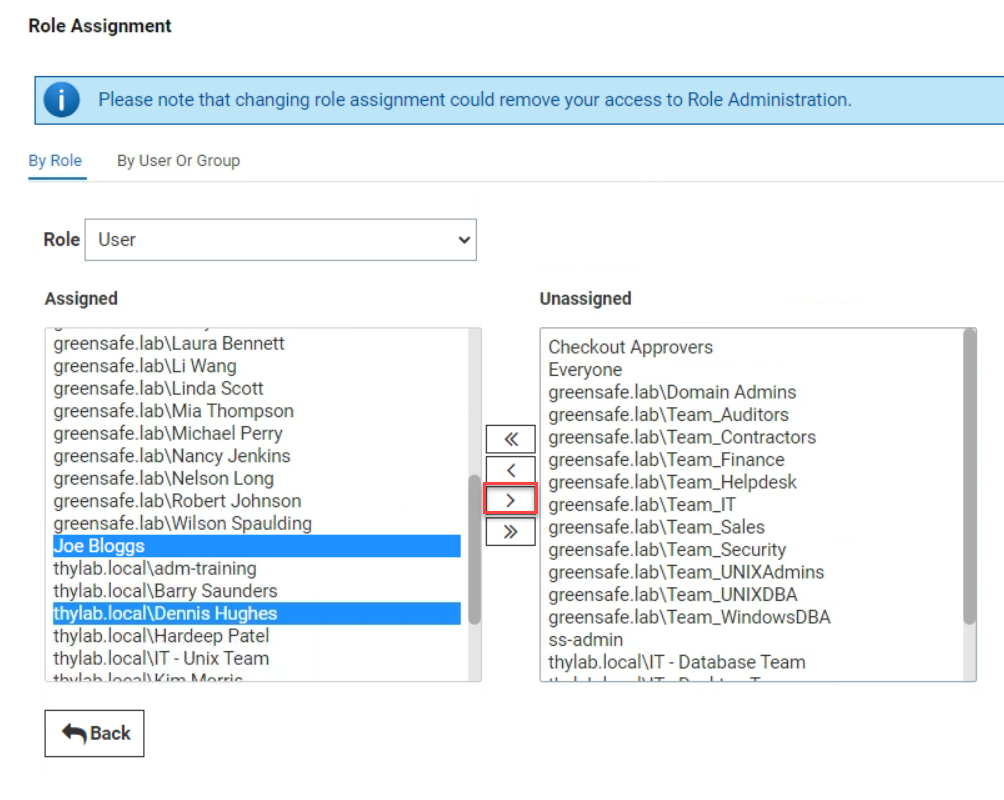 Role Assignment
Please note that changing role assignment could remove your access to Role Administration.
By Role
By User Or Group
Role
User
Assigned
greensafe.lab\Laura Bennett
greensafe.lab\Li Wang
greensafe.lab\Linda Scott
greensafe.lab\Mia Thompson
greensafe.lab\Michael Perry
greensafe.lab\Nancy Jenkins
greensafe.lab\Nelson Long
greensafe.lab\Robert Johnson
greensafe.lab\Wilson Spaulding
Joe Bloggs
thylab.local\adm-training
thylab.local\Barry Saunders
thylab.local\Dennis Hughes
thylab.local\Hardeep Patel
thylab.local\IT - Unix Team
thylab.local\Kim Morris
Unassigned
Checkout Approvers
Everyone
greensafe.lab\Domain Admins
greensafe.lab\Team_Auditors
greensafe.lab\Team_Contractors
greensafe.lab\Team_Finance
greensafe.lab\Team_Helpdesk
greensafe.lab\Team_IT
greensafe.lab\Team_Sales
greensafe.lab\Team_Security
greensafe.lab\Team_UNIXAdmins
greensafe.lab\Team_UNIXDBA
greensafe.lab\Team_WindowsDBA
ss-admin
thylab.local\IT - Database Team
Back